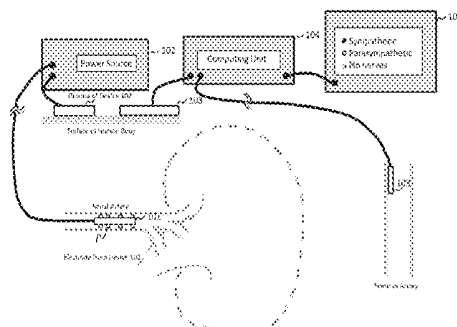 102
Power Source
104
Computing Unit
10
Sympathetic
Parasympathetic
No nerves
103
Surface of Human Body
Renal Artery
101
Femoral Artery